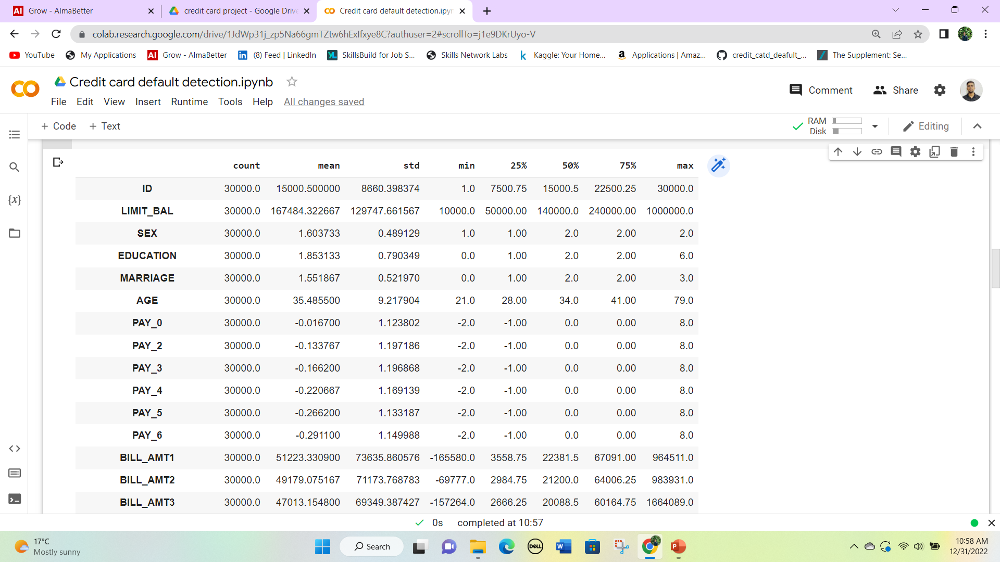 Grow - AlmaBetter
credit card project - Google Drive
Credit card default detection.ipyn
colab.research.google.com/drive/1JdWp31j_zp5Na66gmTZtw6hExlfxye8C?authuser=2#scrollTo=j1e9DKrUyo-V
YouTube My Applications Grow - AlmaBetter (8) Feed | LinkedIn SkillsBuild for Job S... Skills Network Labs Kaggle: Your Home... Applications | Amaz... credit_catd_deafult_... The Supplement: Se...
Credit card default detection.ipynb
File Edit View Insert Runtime Tools Help All changes saved
Comment Share
+ Code + Text
RAM
Disk
Editing
count mean std min 25% 50% 75% max
ID 30000.0 15000.500000 8660.398374 1.0 7500.75 15000.5 22500.25 30000.0
LIMIT_BAL 30000.0 167484.322667 129747.661567 10000.0 50000.00 140000.0 240000.00 1000000.0
SEX 30000.0 1.603733 0.489129 1.0 1.00 2.0 2.00 2.0
EDUCATION 30000.0 1.853133 0.790349 0.0 1.00 2.0 2.00 6.0
MARRIAGE 30000.0 1.551867 0.521970 0.0 1.00 2.0 2.00 3.0
AGE 30000.0 35.485500 9.217904 21.0 28.00 34.0 41.00 79.0
PAY_0 30000.0 -0.016700 1.123802 -2.0 -1.00 0.0 0.00 8.0
PAY_2 30000.0 -0.133767 1.197186 -2.0 -1.00 0.0 0.00 8.0
PAY_3 30000.0 -0.166200 1.196868 -2.0 -1.00 0.0 0.00 8.0
PAY_4 30000.0 -0.220667 1.169139 -2.0 -1.00 0.0 0.00 8.0
PAY_5 30000.0 -0.266200 1.133187 -2.0 -1.00 0.0 0.00 8.0
PAY_6 30000.0 -0.291100 1.149988 -2.0 -1.00 0.0 0.00 8.0
BILL_AMT1 30000.0 51223.330900 73635.860576 -165580.0 3558.75 22381.5 67091.00 964511.0
BILL_AMT2 30000.0 49179.075167 71173.768783 -69777.0 2984.75 21200.0 64006.25 983931.0
BILL_AMT3 30000.0 47013.154800 69349.387427 -157264.0 2666.25 20088.5 60164.75 1664089.0
0s completed at 10:57
17°C
Mostly sunny
Search
10:58 AM
12/31/2022